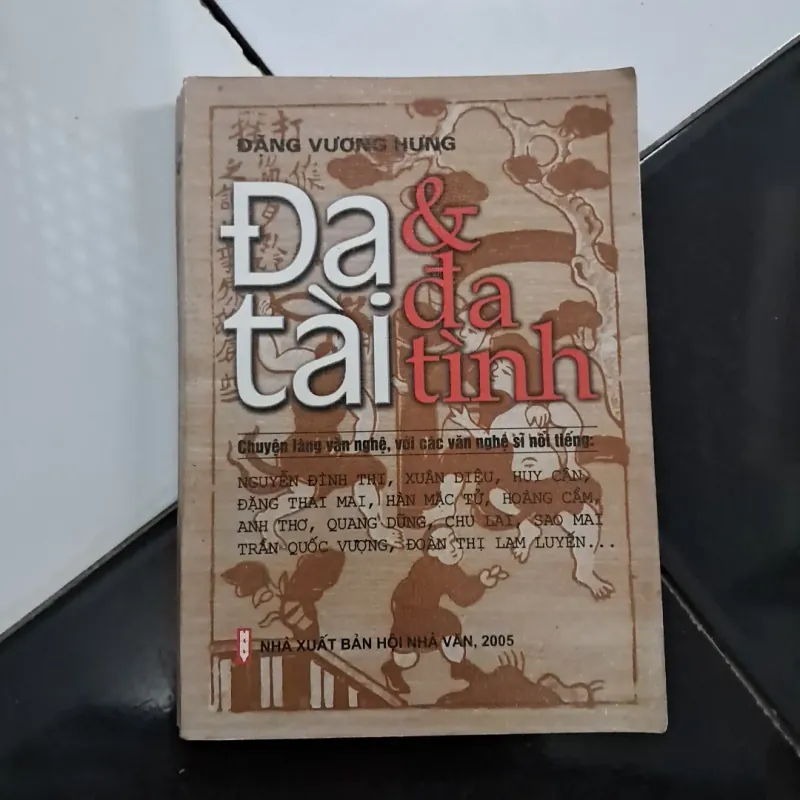 ĐẶNG VƯƠNG HƯNG
Đa
tài
& đa
tình
Chuyện làng văn nghệ, với các văn nghệ sĩ nổi tiếng:
NGUYỄN ĐÌNH THI, XUÂN DIỆU, HUY CẬN,
ĐẶNG THAI MAI, HÀN MẶC TỬ, HOÀNG CẦM,
ANH THƠ, QUANG DŨNG, CHU LAI, SAO MAI
TRẦN QUỐC VƯỢNG, ĐOÀN THỊ LAM LUYẾN...
NHÀ XUẤT BẢN HỘI NHÀ VĂN, 2005